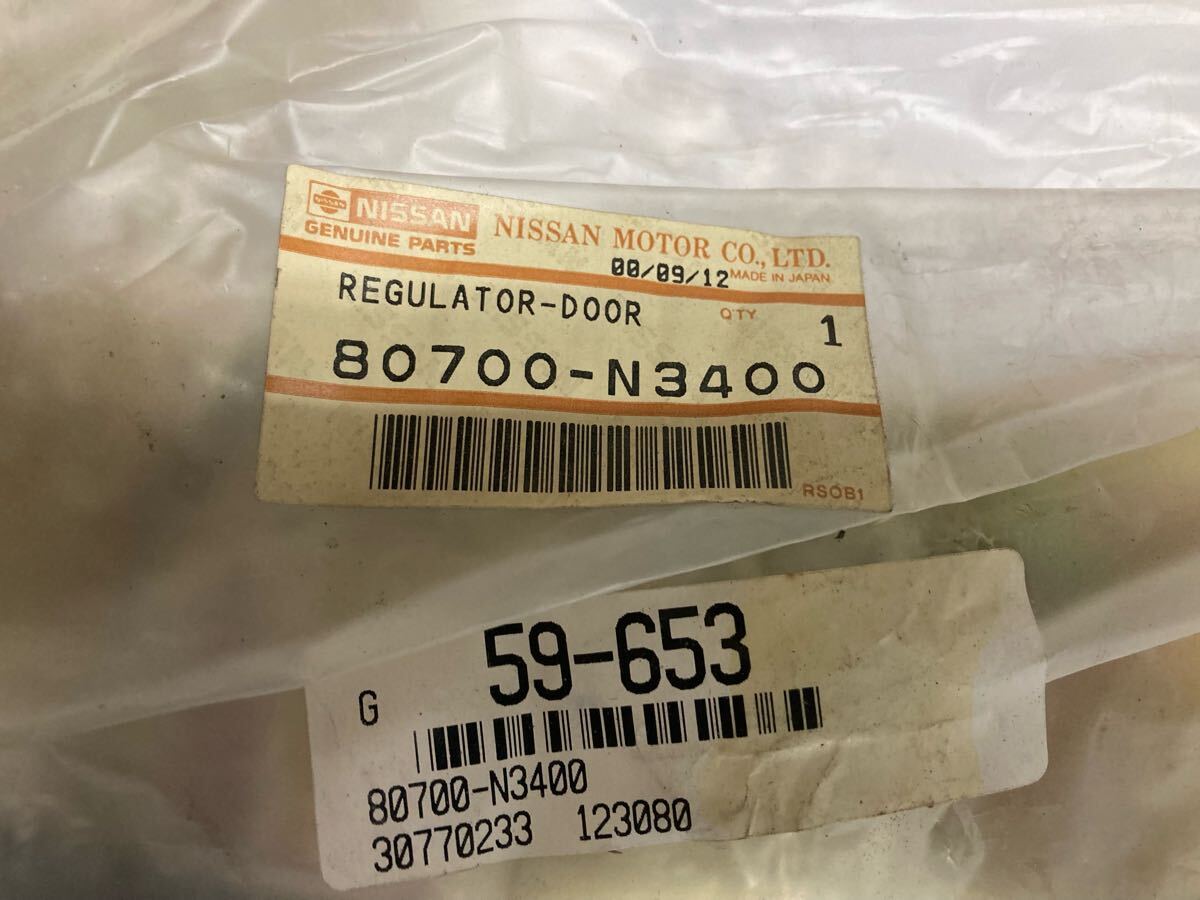 NISSAN
NISSAN
GENUINE PARTS
NISSAN MOTOR CO., LTD.
00/09/12 MADE IN JAPAN
REGULATOR-DOOR
QTY 1
80700-N3400
RSOB1
59-653
G
80700-N3400
30770233 123080